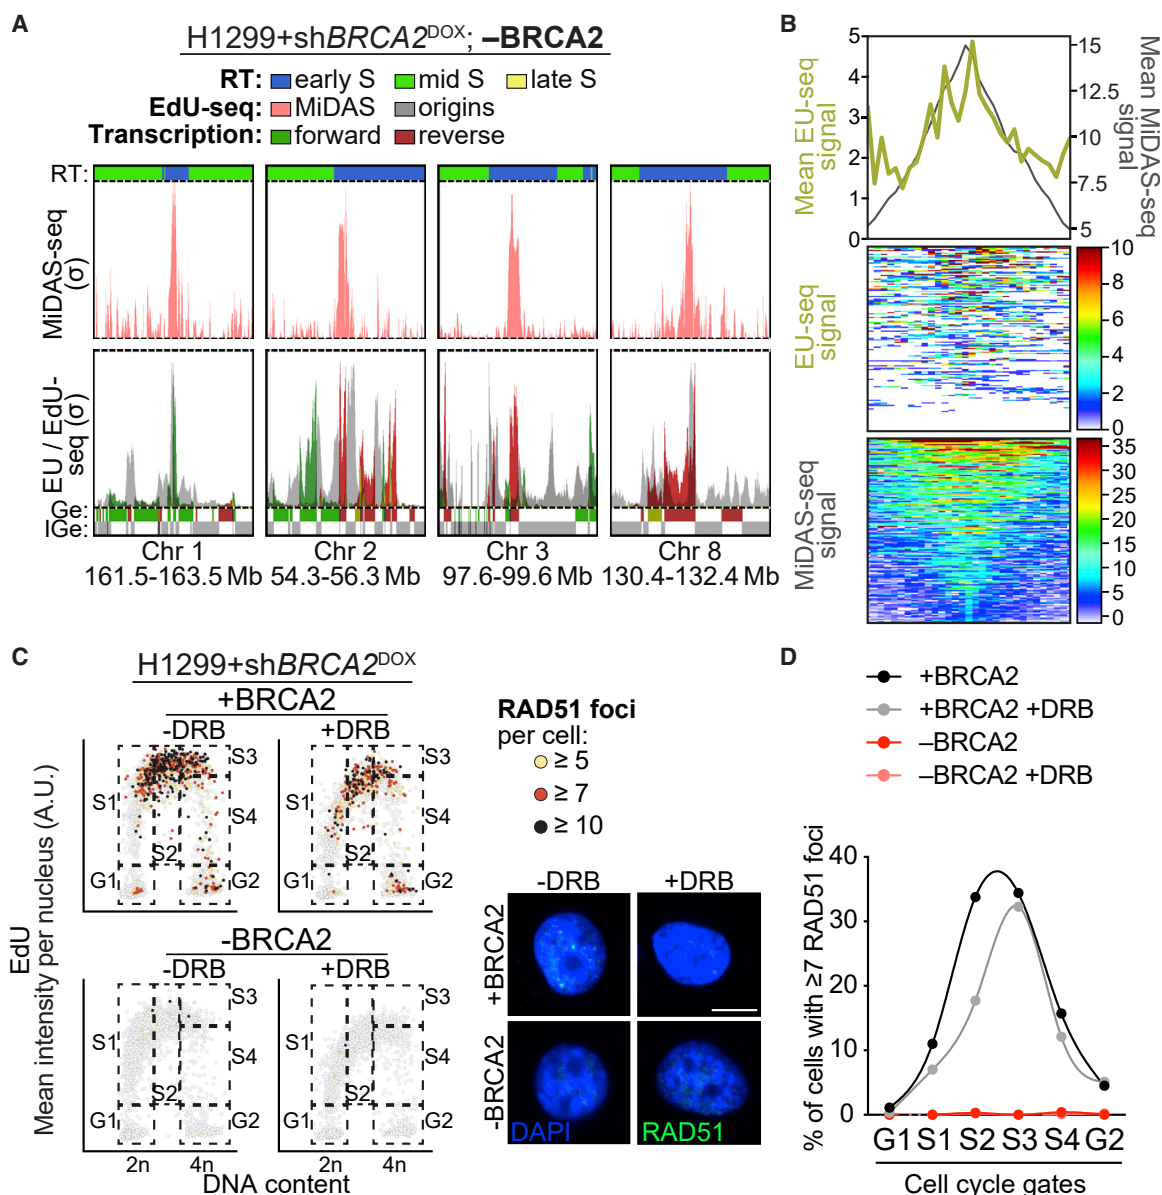 A
H1299+shBRCA2DOX; –BRCA2
RT: early S mid S late S
EdU-seq: MiDAS origins
Transcription: forward reverse
RT:
MiDAS-seq (σ)
EU / EdU-seq (σ)
Ge:
IGe:
Chr 1 Chr 2 Chr 3 Chr 8
161.5-163.5 Mb 54.3-56.3 Mb 97.6-99.6 Mb 130.4-132.4 Mb
B
Mean EU-seq signal
5
4
3
2
1
0
15
12.5
10
7.5
5
Mean MiDAS-seq signal
EU-seq signal
10
8
6
4
2
0
MiDAS-seq signal
35
30
25
20
15
10
5
0
C
H1299+shBRCA2DOX
+BRCA2
-DRB +DRB
S3
S1
S4
S2
G1 G2
-BRCA2
-DRB +DRB
S3
S1
S4
S2
G1 G2
2n 4n 2n 4n
DNA content
EdU
Mean intensity per nucleus (A.U.)
RAD51 foci
per cell:
≥ 5
≥ 7
≥ 10
-DRB +DRB
+BRCA2
-BRCA2
DAPI RAD51
D
+BRCA2
+BRCA2 +DRB
–BRCA2
–BRCA2 +DRB
% of cells with ≥7 RAD51 foci
40
30
20
10
0
G1 S1 S2 S3 S4 G2
Cell cycle gates